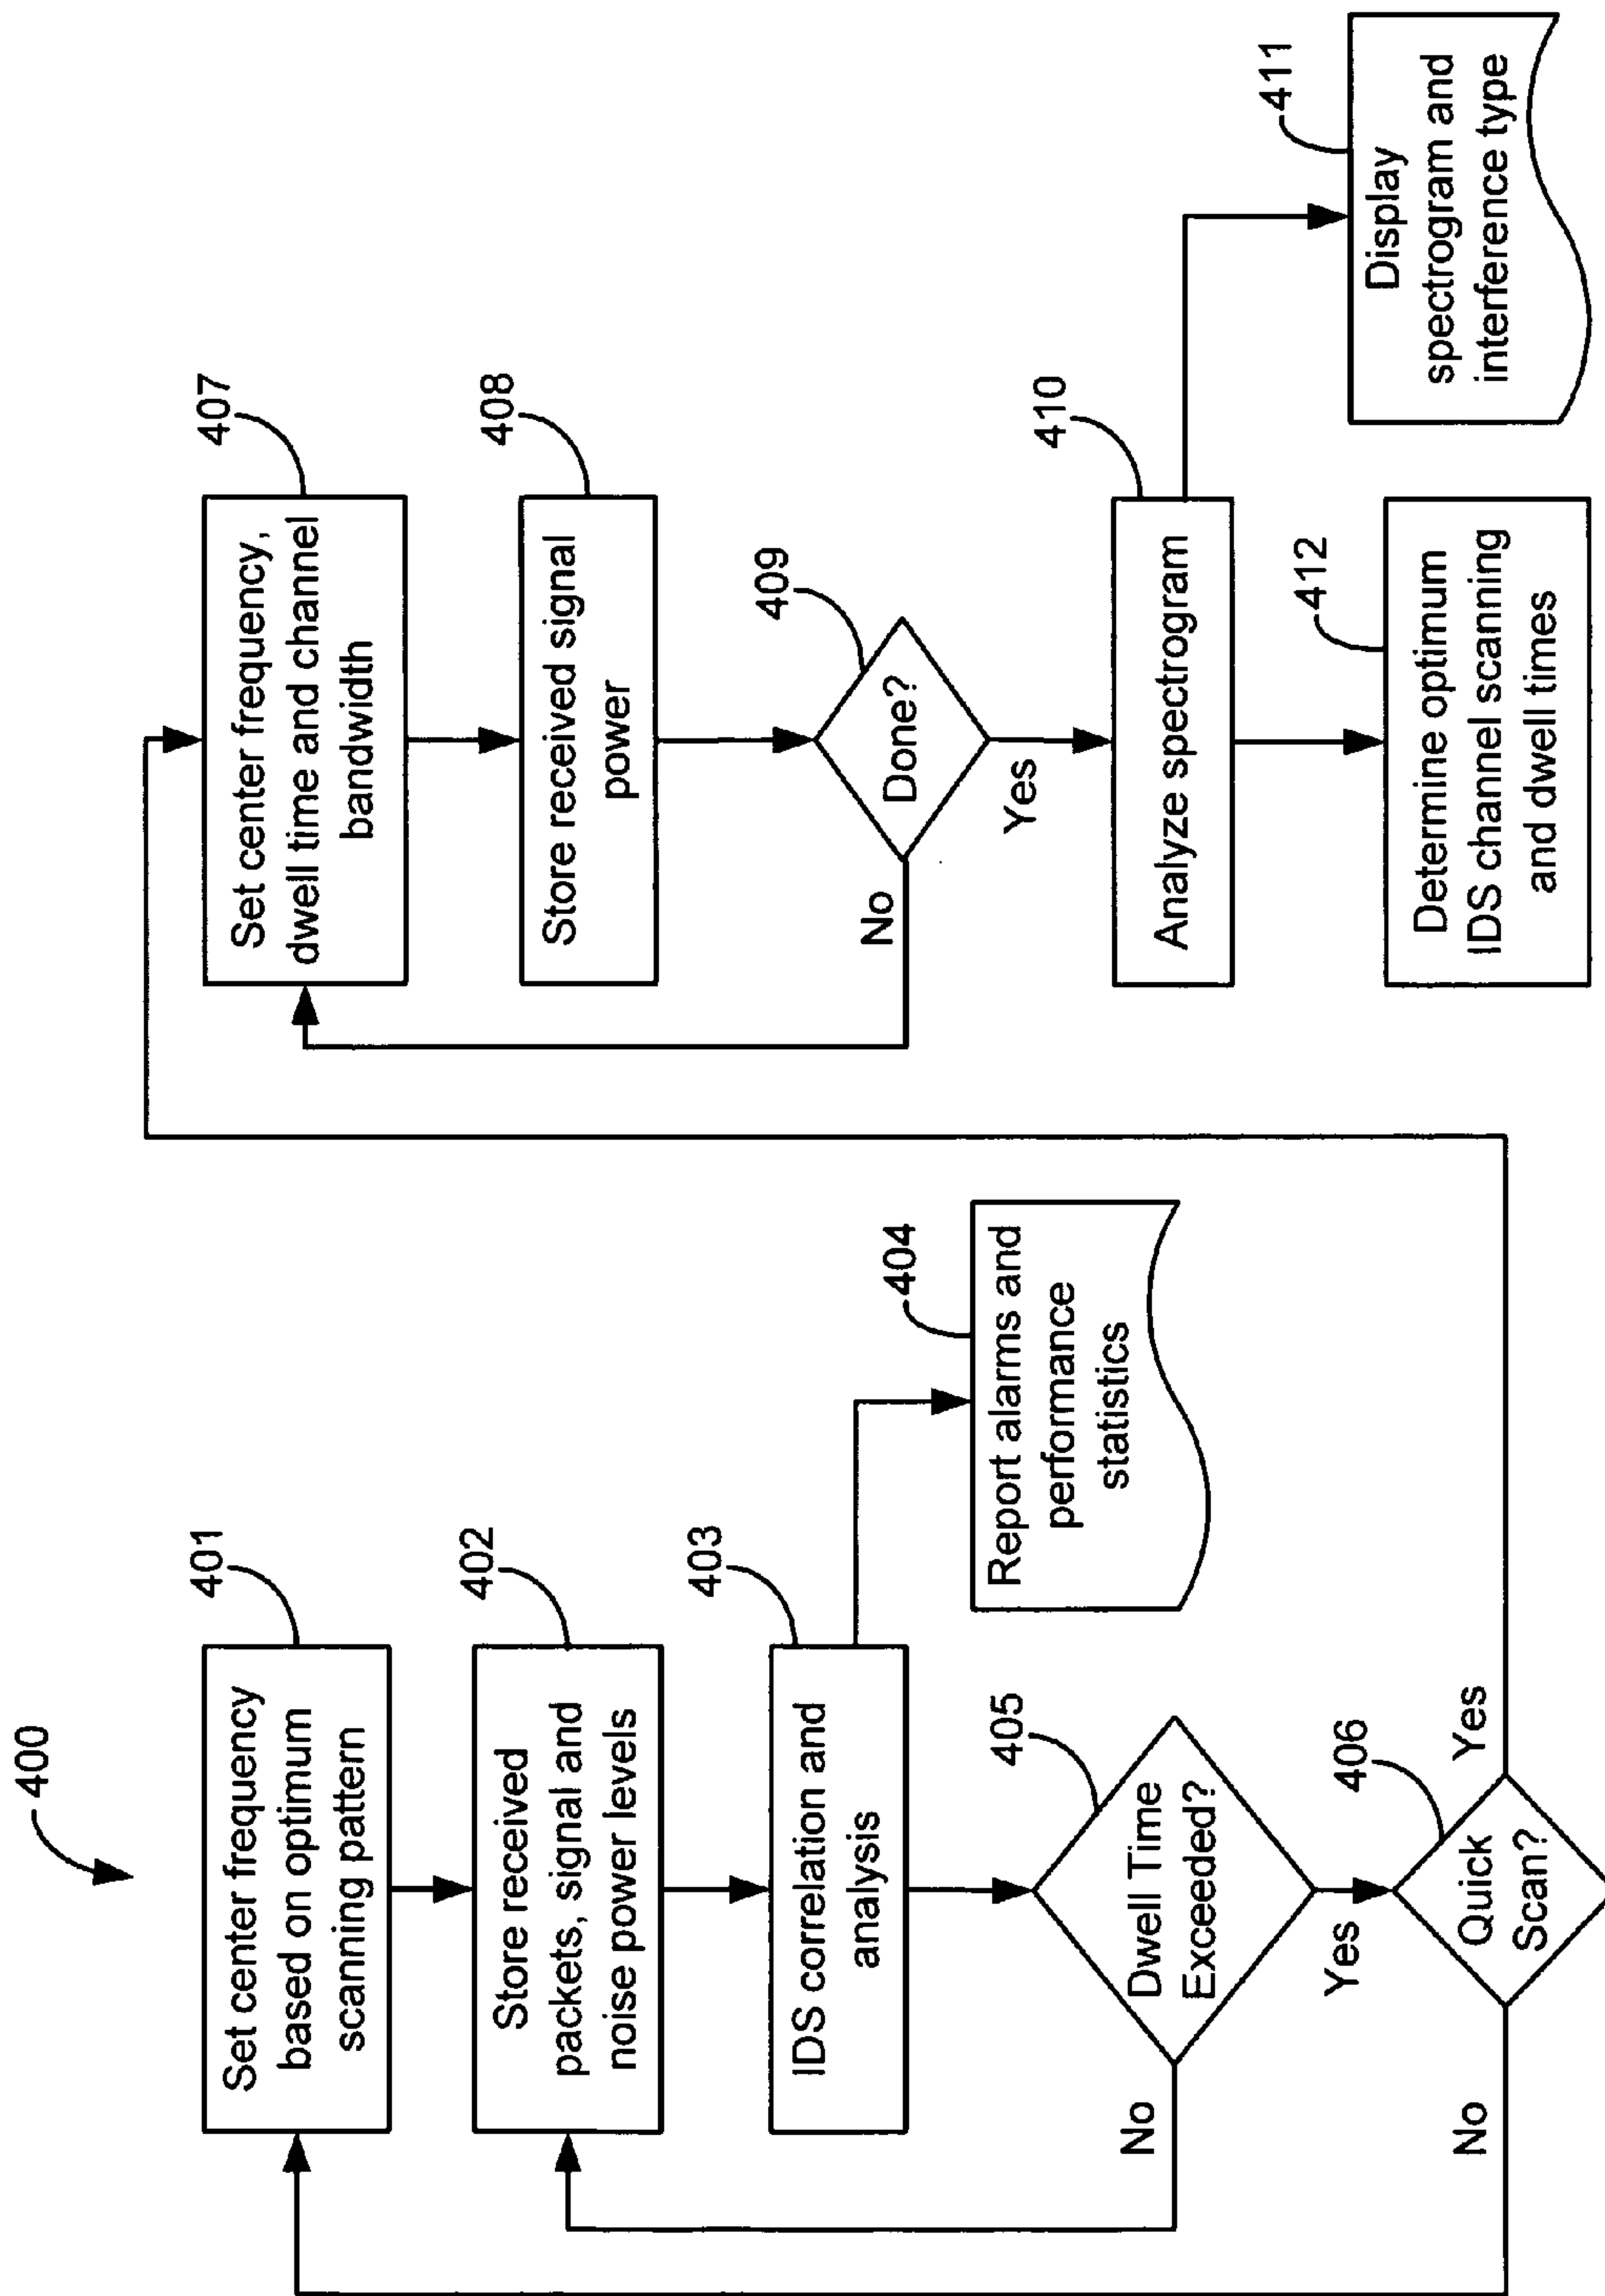 400
401
Set center frequency
based on optimum
scanning pattern
402
Store received
packets, signal and
noise power levels
403
IDS correlation and
analysis
404
Report alarms and
performance
statistics
405
Dwell Time
Exceeded?
No
Yes
406
Quick
Scan?
No
Yes
407
Set center frequency,
dwell time and channel
bandwidth
408
Store received signal
power
409
Done?
No
Yes
410
Analyze spectrogram
411
Display
spectrogram and
interference type
412
Determine optimum
IDS channel scanning
and dwell times